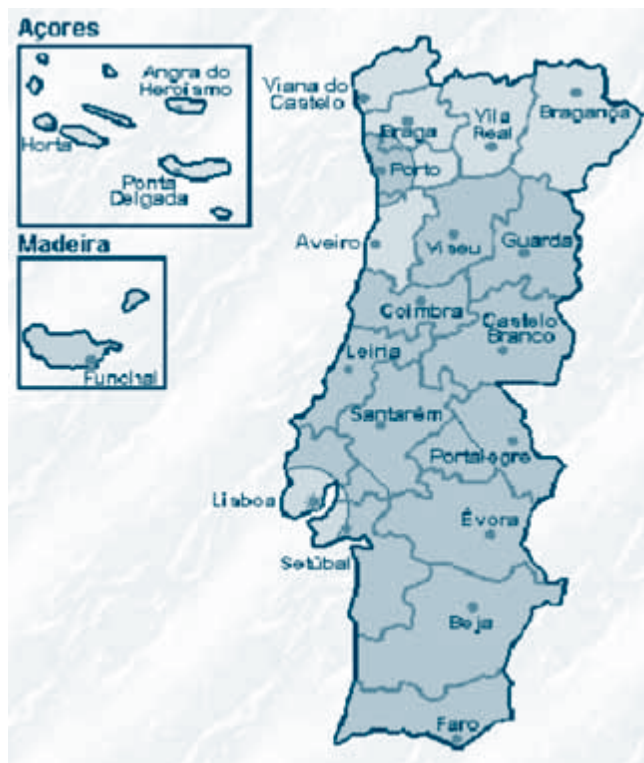 Açores
Angra do
Heroísmo
Horta
Ponta
Delgada
Madeira
Funchal
Viana do
Castelo
Braga
Vila
Real
Bragança
Porto
Aveiro
Viseu
Guarda
Coimbra
Castelo
Branco
Leiria
Santarém
Portalegre
Lisboa
Évora
Setúbal
Beja
Faro